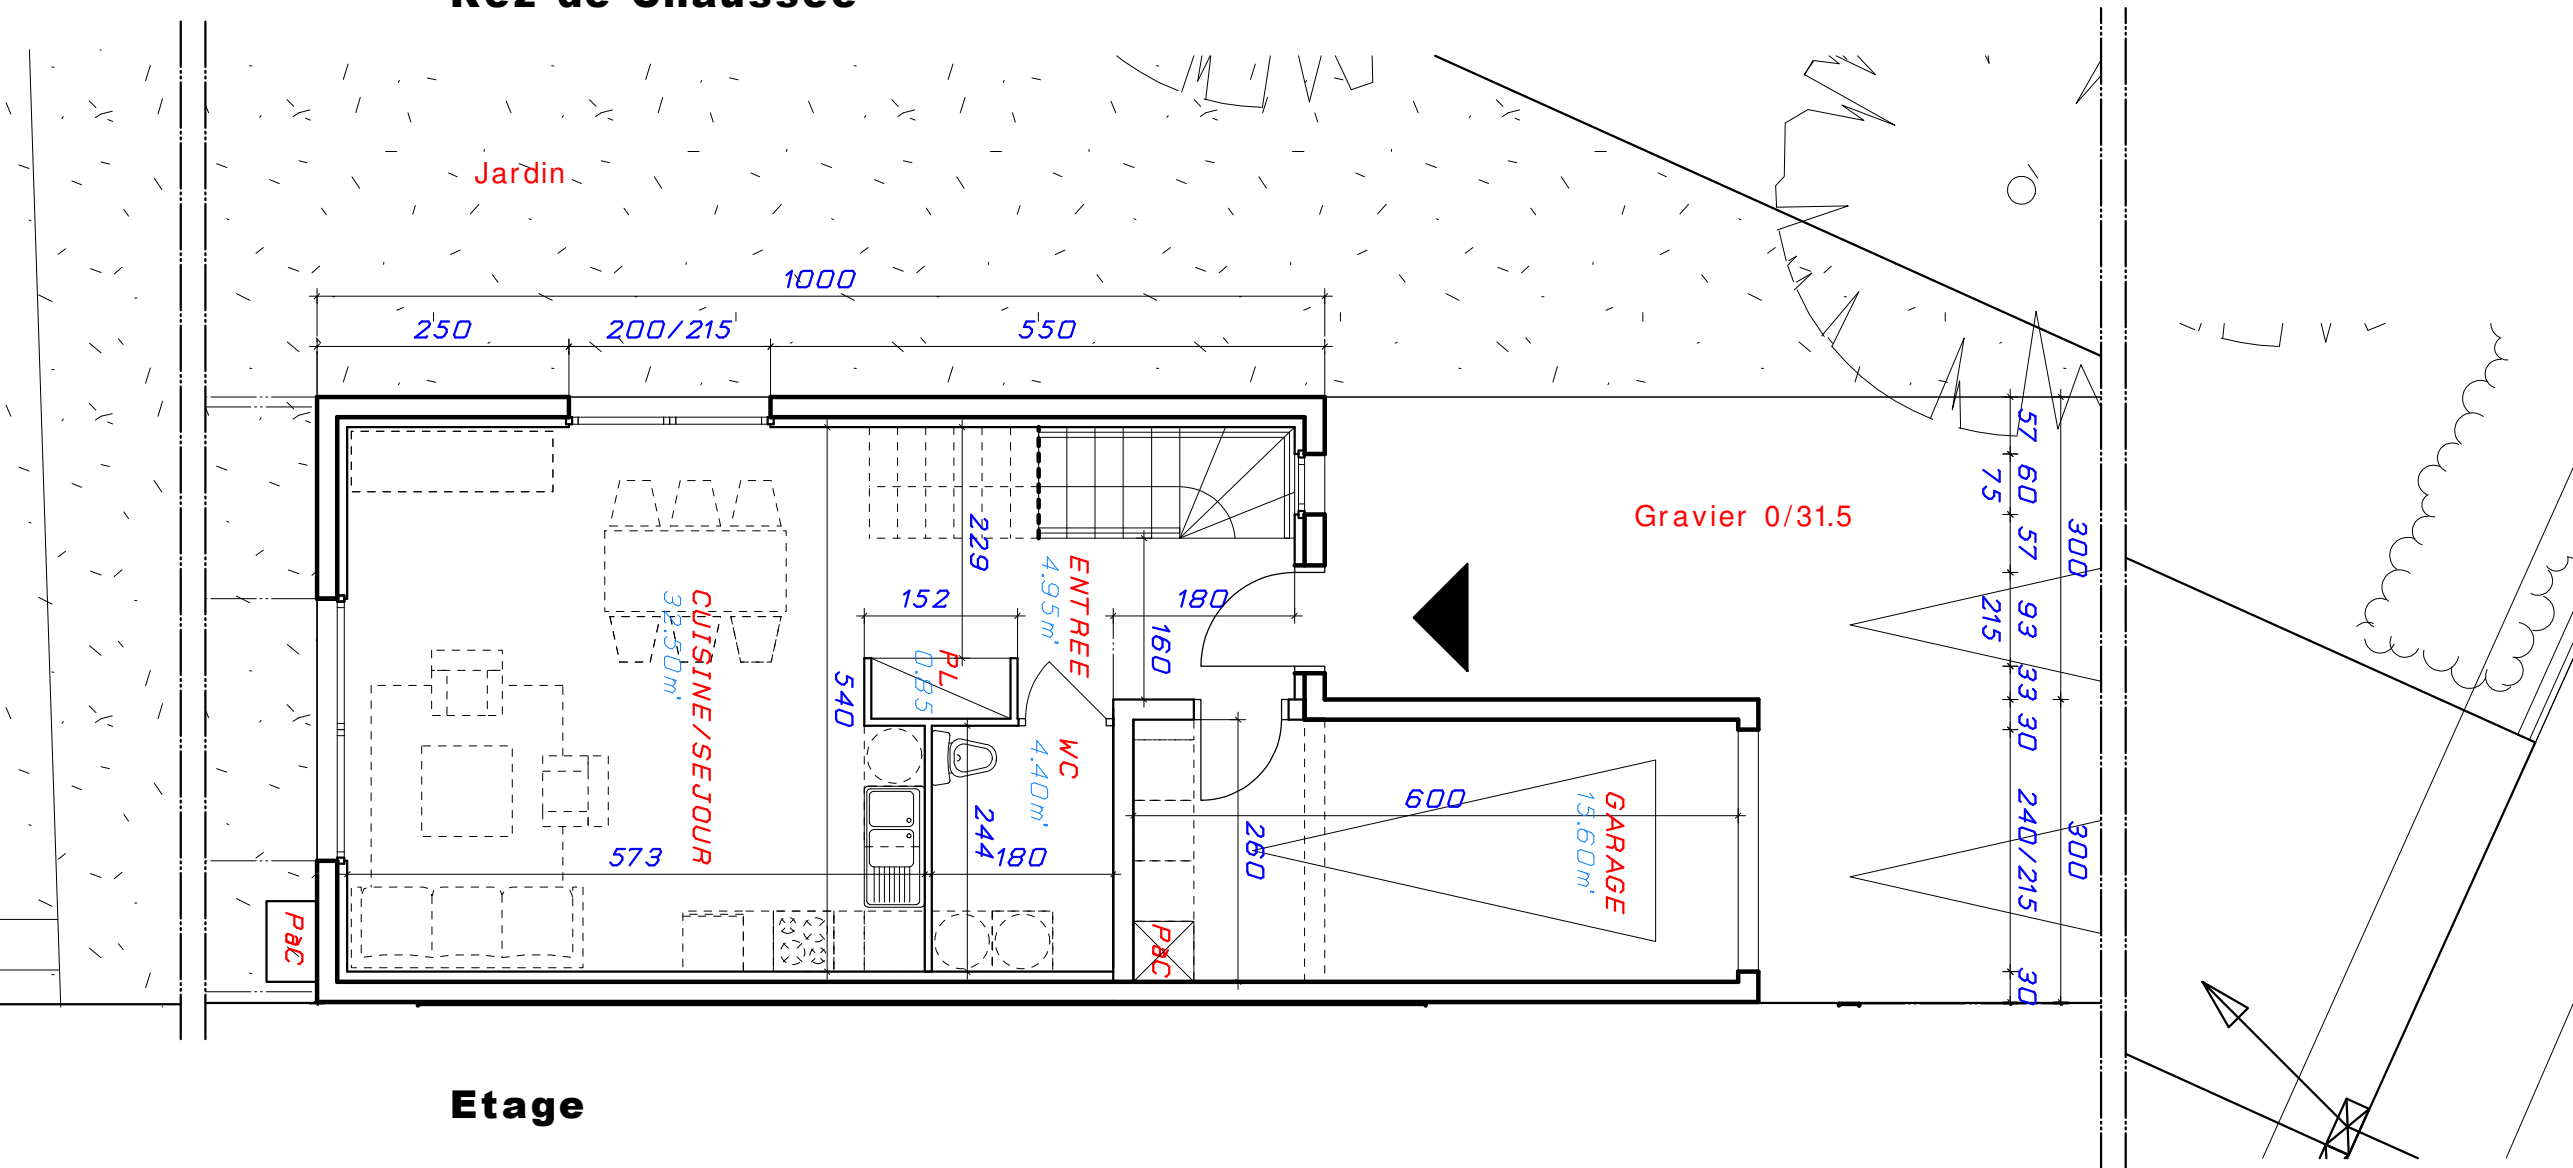 Rez de Chaussée
Jardin
1000
250
200/215
550
57
60
75
57
300
Gravier 0/31.5
229
ENTREE
4.95m²
152
180
160
93
215
CUISINE/SEJOUR
32.50m²
PL
0.85
540
33
30
WC
4.40m²
244
180
573
600
260
GARAGE
15.60m²
240/215
300
PaC
PaC
30
Etage